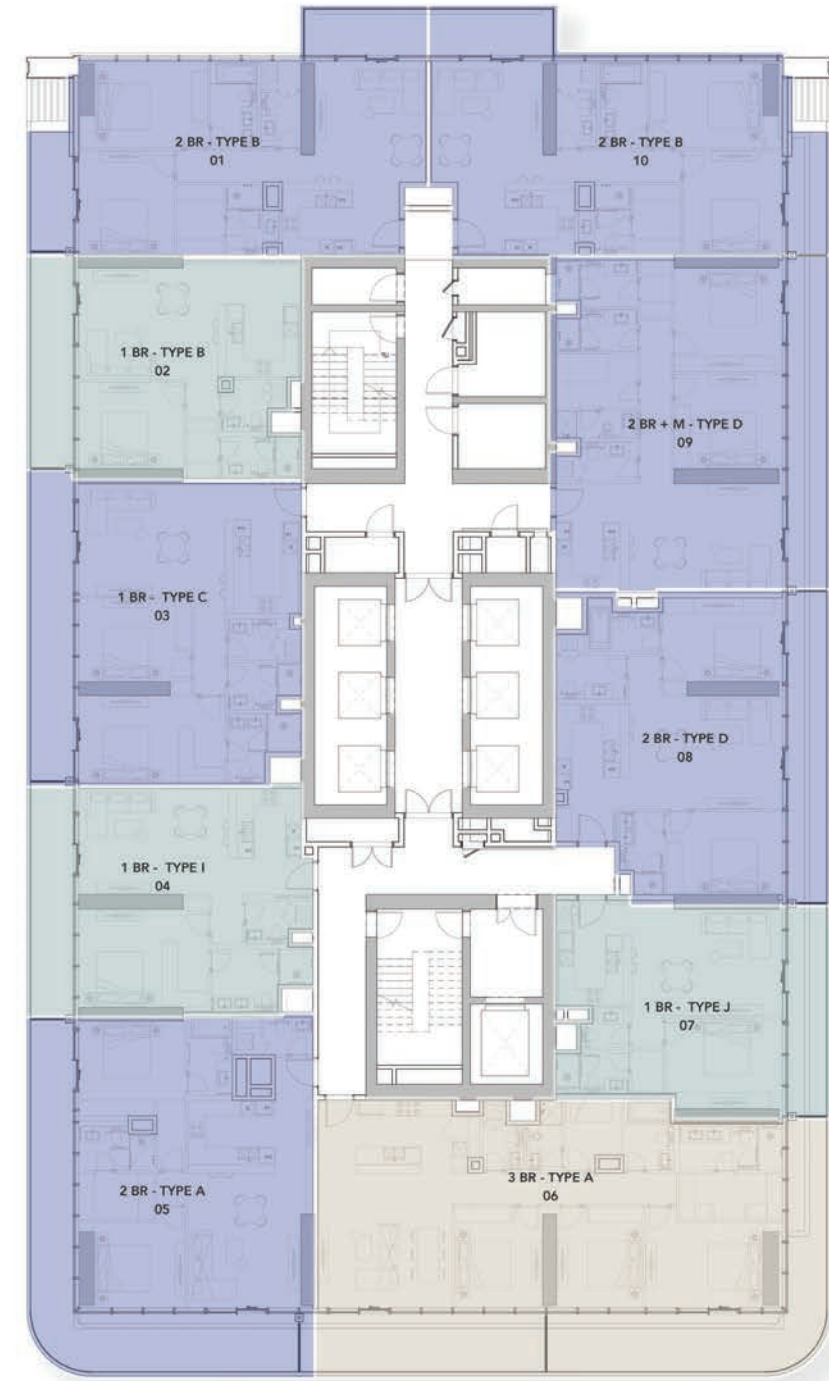 2 BR - TYPE B
01
2 BR - TYPE B
10
1 BR - TYPE B
02
2 BR + M - TYPE D
09
1 BR - TYPE C
03
2 BR - TYPE D
08
1 BR - TYPE I
04
1 BR - TYPE J
07
2 BR - TYPE A
05
3 BR - TYPE A
06